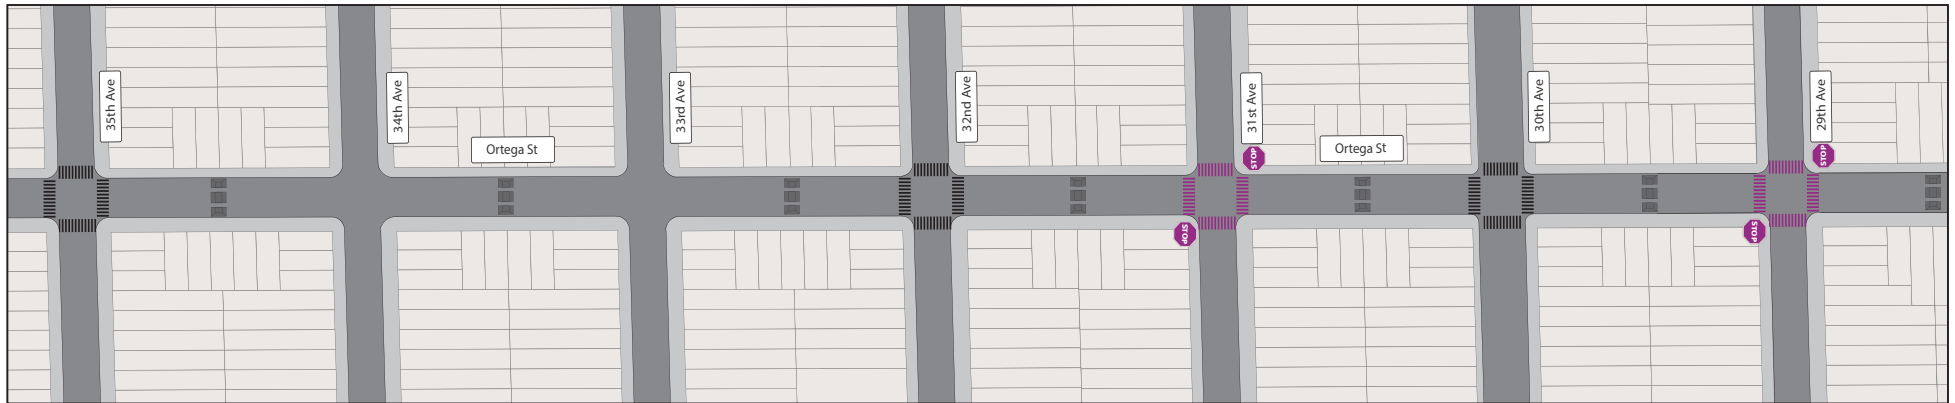 35th Ave
34th Ave
33rd Ave
32nd Ave
31st Ave
30th Ave
29th Ave
Ortega St
Ortega St
STOP
STOP
STOP
STOP